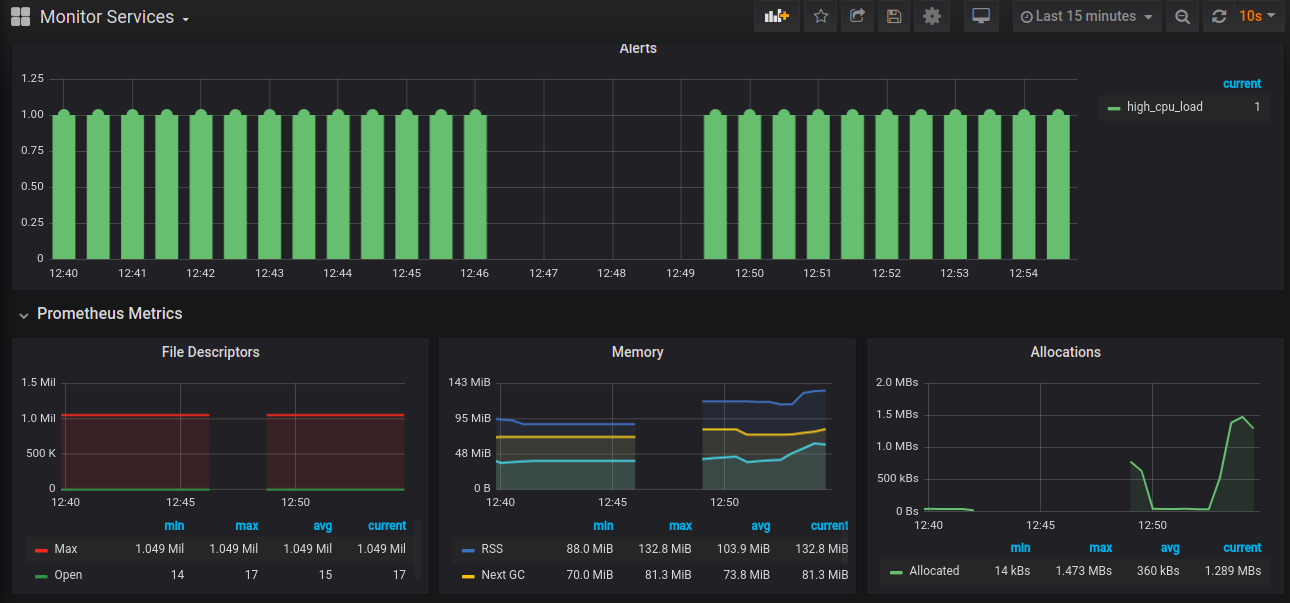 Monitor Services
Last 15 minutes
10s
Alerts
1.25
1.00
0.75
0.50
0.25
0
12:40 12:41 12:42 12:43 12:44 12:45 12:46 12:47 12:48 12:49 12:50 12:51 12:52 12:53 12:54
current
high_cpu_load 1
Prometheus Metrics
File Descriptors
1.5 Mil
1.0 Mil
500 K
0
12:40 12:45 12:50
min max avg current
Max 1.049 Mil 1.049 Mil 1.049 Mil 1.049 Mil
Open 14 17 15 17
Memory
143 MiB
95 MiB
48 MiB
0 B
12:40 12:45 12:50
min max avg current
RSS 88.0 MiB 132.8 MiB 103.9 MiB 132.8 MiB
Next GC 70.0 MiB 81.3 MiB 73.8 MiB 81.3 MiB
Allocations
2.0 MBs
1.5 MBs
1.0 MBs
500 kBs
0 Bs
12:40 12:45 12:50
min max avg current
Allocated 14 kBs 1.473 MBs 360 kBs 1.289 MBs